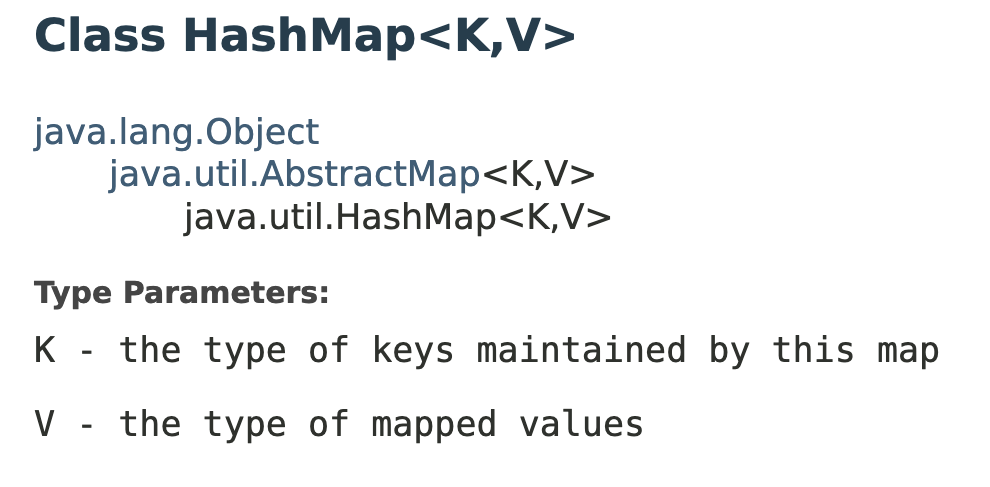 Class HashMap<K,V>
java.lang.Object
java.util.AbstractMap<K,V>
java.util.HashMap<K,V>
Type Parameters:
K - the type of keys maintained by this map
V - the type of mapped values